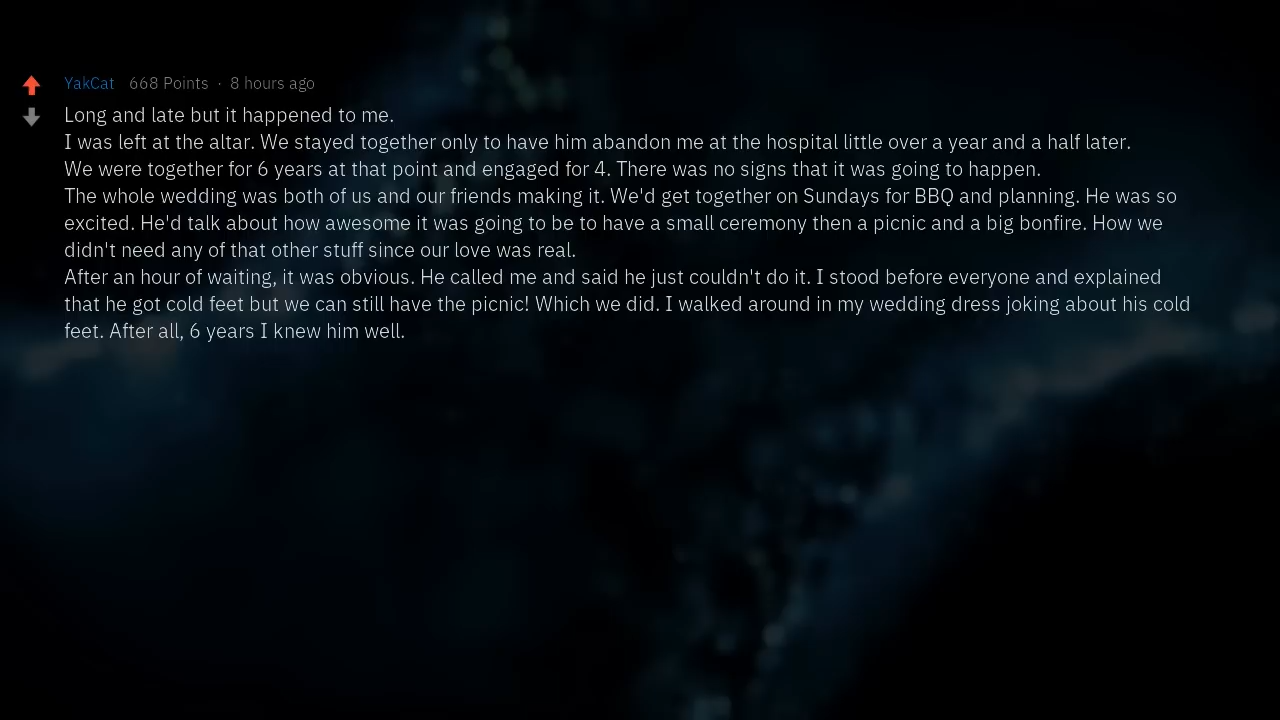 YakCat 668 Points · 8 hours ago
Long and late but it happened to me.
I was left at the altar. We stayed together only to have him abandon me at the hospital little over a year and a half later.
We were together for 6 years at that point and engaged for 4. There was no signs that it was going to happen.
The whole wedding was both of us and our friends making it. We'd get together on Sundays for BBQ and planning. He was so
excited. He'd talk about how awesome it was going to be to have a small ceremony then a picnic and a big bonfire. How we
didn't need any of that other stuff since our love was real.
After an hour of waiting, it was obvious. He called me and said he just couldn't do it. I stood before everyone and explained
that he got cold feet but we can still have the picnic! Which we did. I walked around in my wedding dress joking about his cold
feet. After all, 6 years I knew him well.